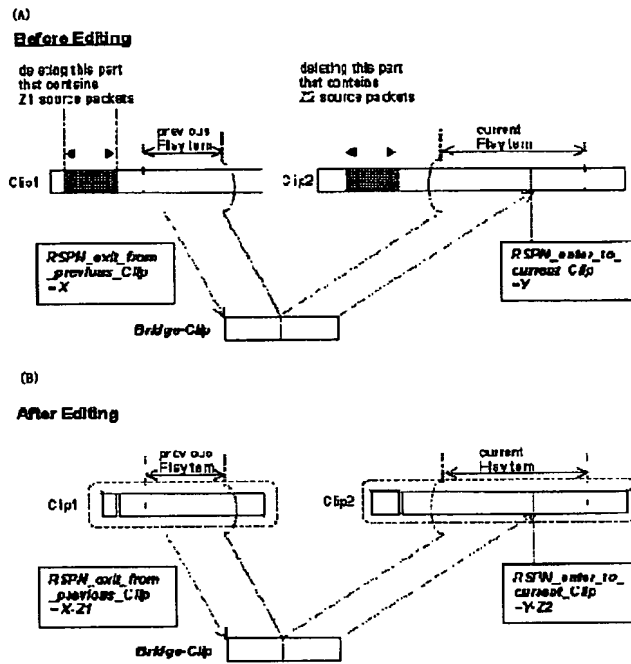 (A)
Before Editing
deleting this part
that contains
Z1 source packets
deleting this part
that contains
Z2 source packets
previous
PlayItem
current
PlayItem
Clip1
Clip2
RSPN_exit_from
_previous_Clip
=X
RSPN_enter_to_
current_Clip
=Y
Bridge-Clip
(B)
After Editing
previous
PlayItem
current
PlayItem
Clip1
Clip2
RSPN_exit_from
_previous_Clip
=X-Z1
RSPN_enter_to_
current_Clip
=Y-Z2
Bridge-Clip